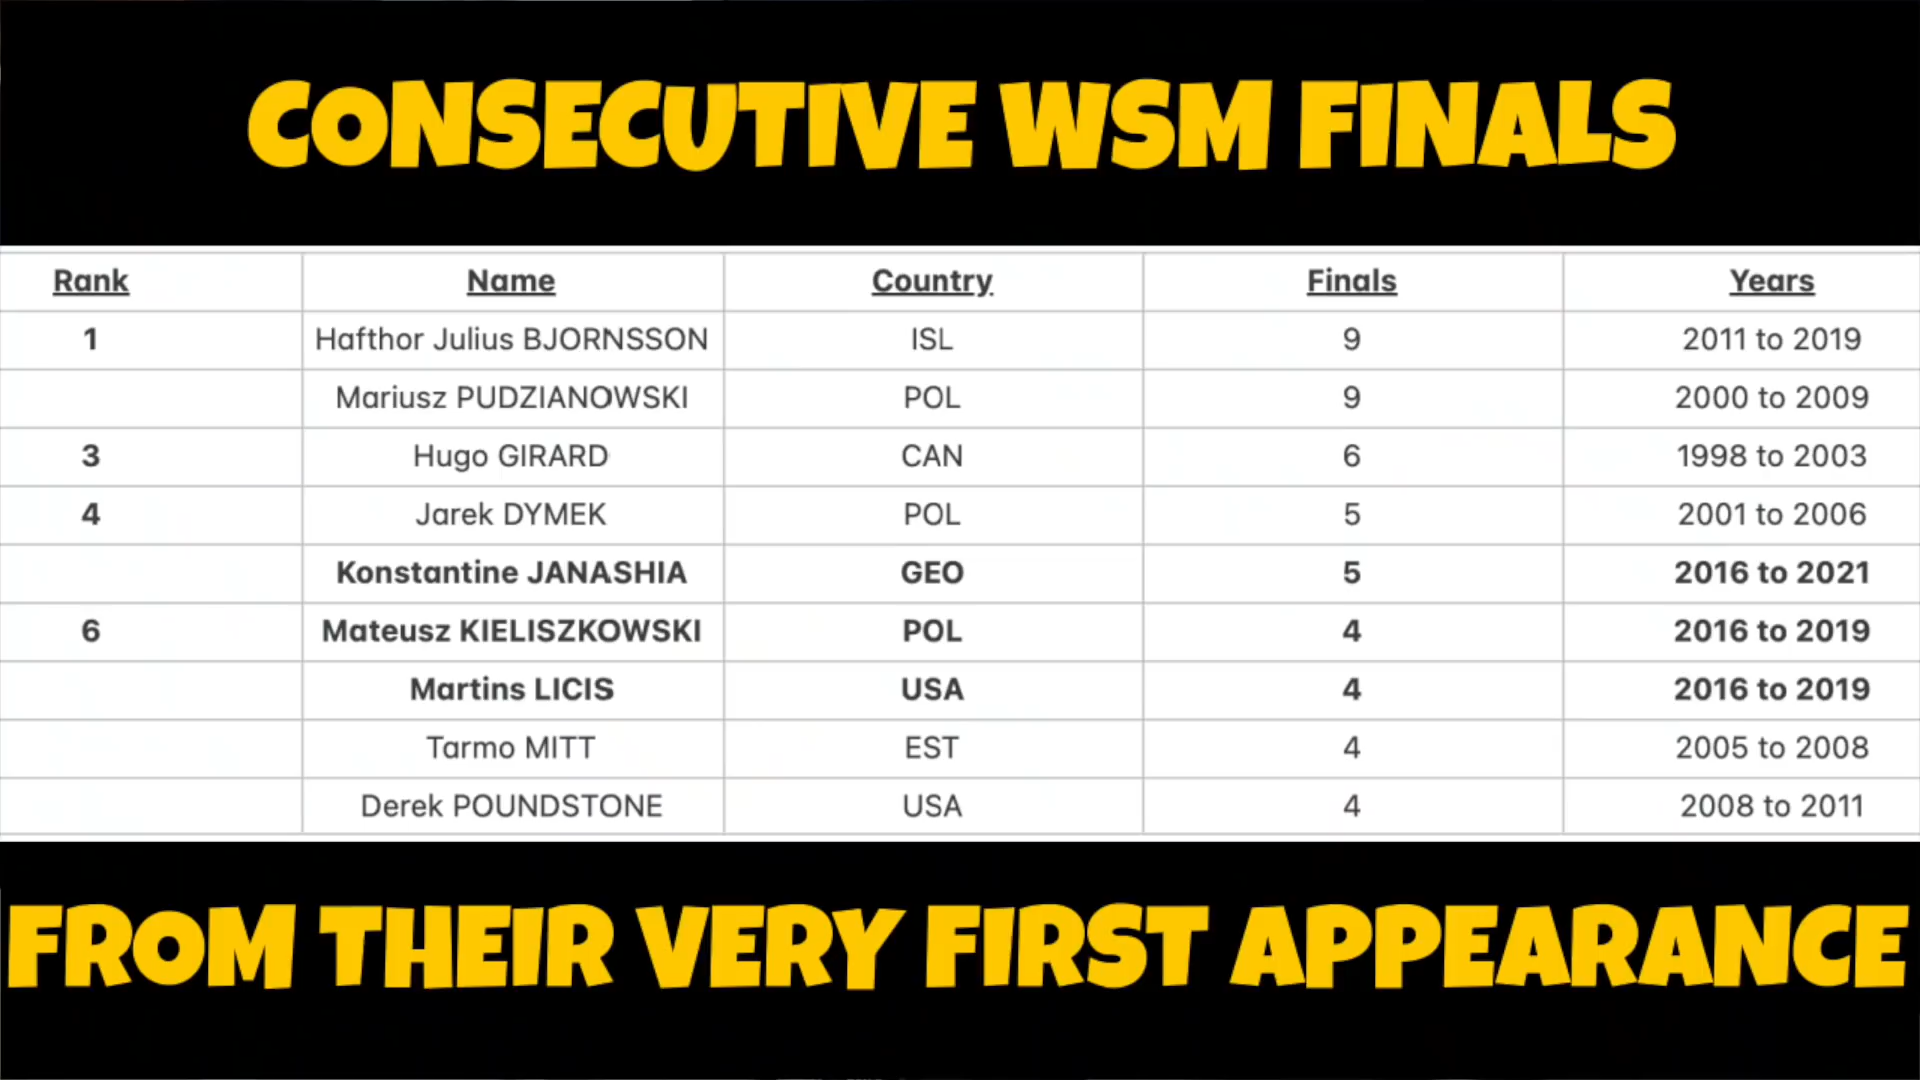 CONSECUTIVE WSM FINALS
Rank Name Country Finals Years
1 Hafthor Julius BJORNSSON ISL 9 2011 to 2019
Mariusz PUDZIANOWSKI POL 9 2000 to 2009
3 Hugo GIRARD CAN 6 1998 to 2003
4 Jarek DYMEK POL 5 2001 to 2006
Konstantine JANASHIA GEO 5 2016 to 2021
6 Mateusz KIELISZKOWSKI POL 4 2016 to 2019
Martins LICIS USA 4 2016 to 2019
Tarmo MITT EST 4 2005 to 2008
Derek POUNDSTONE USA 4 2008 to 2011
FROM THEIR VERY FIRST APPEARANCE